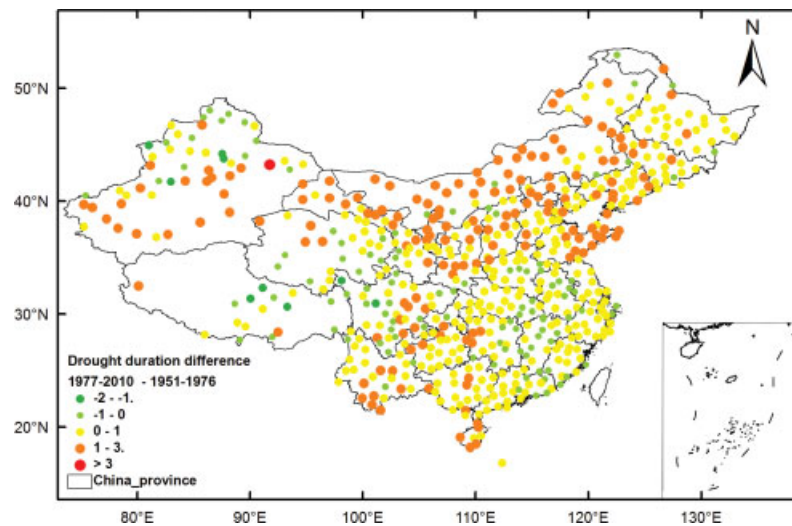 N
50°N
40°N
30°N
20°N
Drought duration difference
1977-2010 - 1951-1976
-2 - -1.
-1 - 0
0 - 1
1 - 3.
> 3
China_province
80°E 90°E 100°E 110°E 120°E 130°E